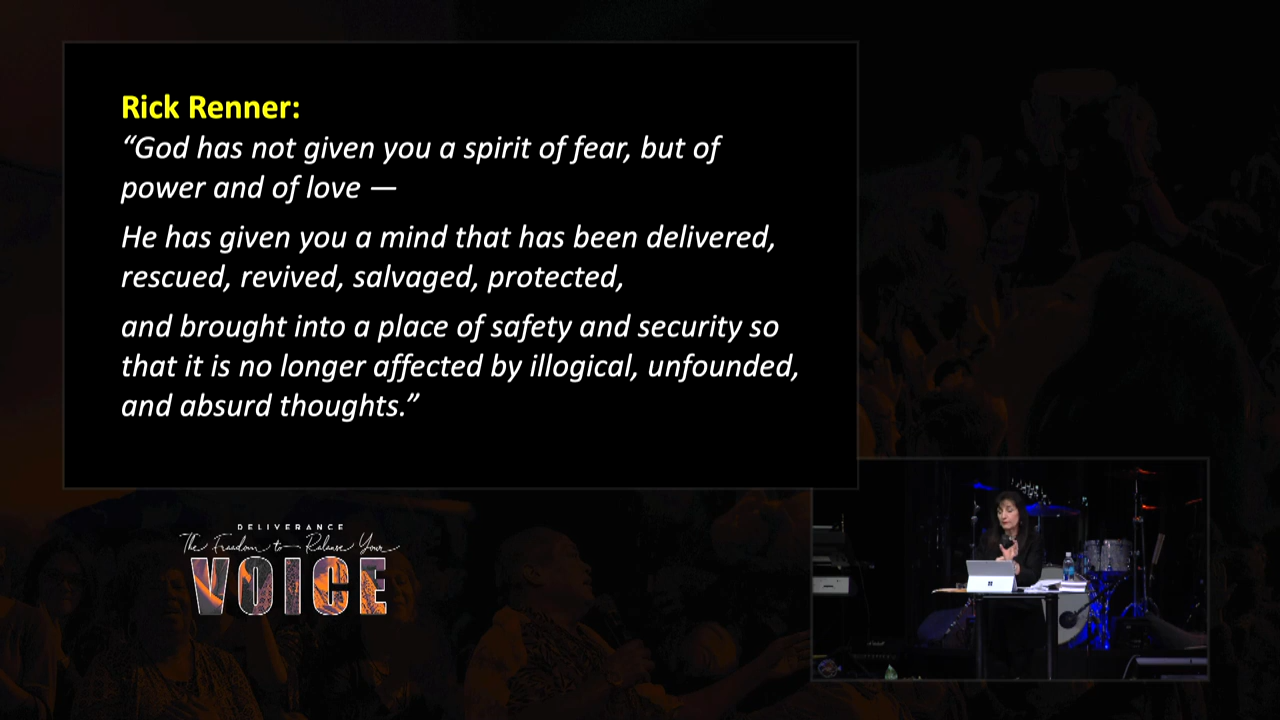 Rick Renner:
“God has not given you a spirit of fear, but of
power and of love —
He has given you a mind that has been delivered,
rescued, revived, salvaged, protected,
and brought into a place of safety and security so
that it is no longer affected by illogical, unfounded,
and absurd thoughts.”
DELIVERANCE
The Freedom to Release Your
VOICE